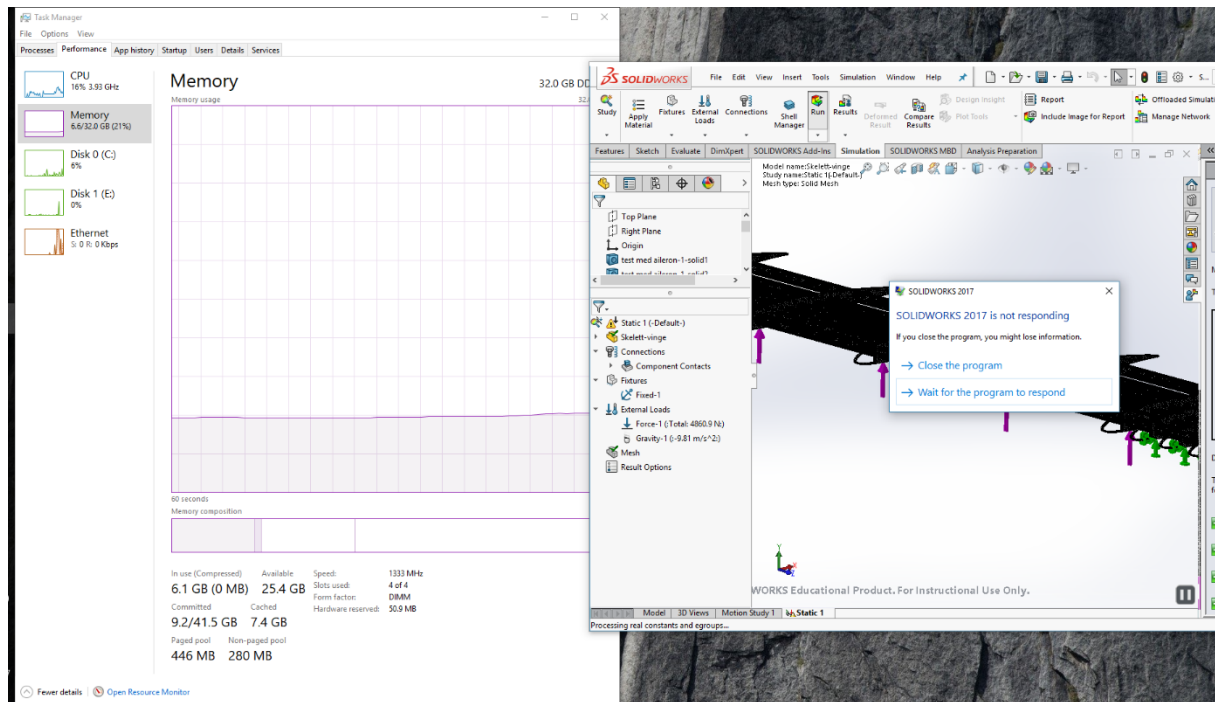 Task Manager
File Options View
Processes Performance App history Startup Users Details Services
CPU
16% 3.93 GHz
Memory
6.6/32.0 GB (21%)
Disk 0 (C:)
6%
Disk 1 (E:)
0%
Ethernet
S: 0 R: 0 Kbps
Memory 32.0 GB DD
Memory usage 32.
60 seconds
Memory composition
In use (Compressed) Available
6.1 GB (0 MB) 25.4 GB
Committed Cached
9.2/41.5 GB 7.4 GB
Paged pool Non-paged pool
446 MB 280 MB
Speed: 1333 MHz
Slots used: 4 of 4
Form factor: DIMM
Hardware reserved: 50.9 MB
Fewer details Open Resource Monitor
SOLIDWORKS File Edit View Insert Tools Simulation Window Help S...
Study Apply Material Fixtures External Loads Connections Shell Manager Run Results Deformed Result Compare Results
Design Insight Report Offloaded Simulati
Plot Tools Include Image for Report Manage Network
Features Sketch Evaluate DimXpert SOLIDWORKS Add-Ins Simulation SOLIDWORKS MBD Analysis Preparation
Model name:Skelett-vinge
Study name:Static 1(-Default-)
Mesh type: Solid Mesh
Top Plane
Right Plane
Origin
test med aileron-1-solid1
test med aileron-1-solid2
Static 1 (-Default-)
Skelett-vinge
Connections
Component Contacts
Fixtures
Fixed-1
External Loads
Force-1 (:Total: 4860.9 N:)
Gravity-1 (:-9.81 m/s^2:)
Mesh
Result Options
SOLIDWORKS 2017
SOLIDWORKS 2017 is not responding
If you close the program, you might lose information.
→ Close the program
→ Wait for the program to respond
Y
WORKS Educational Product. For Instructional Use Only.
Model 3D Views Motion Study 1 Static 1
Processing real constants and egroups...